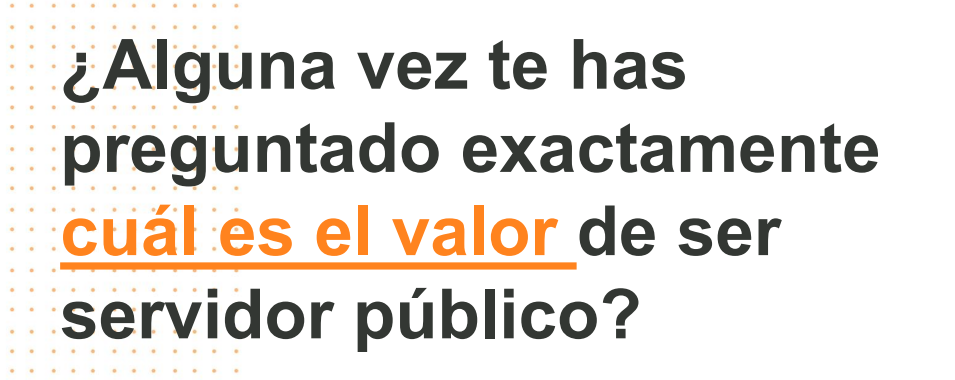 ¿Alguna vez te has
preguntado exactamente
cuál es el valor de ser
servidor público?